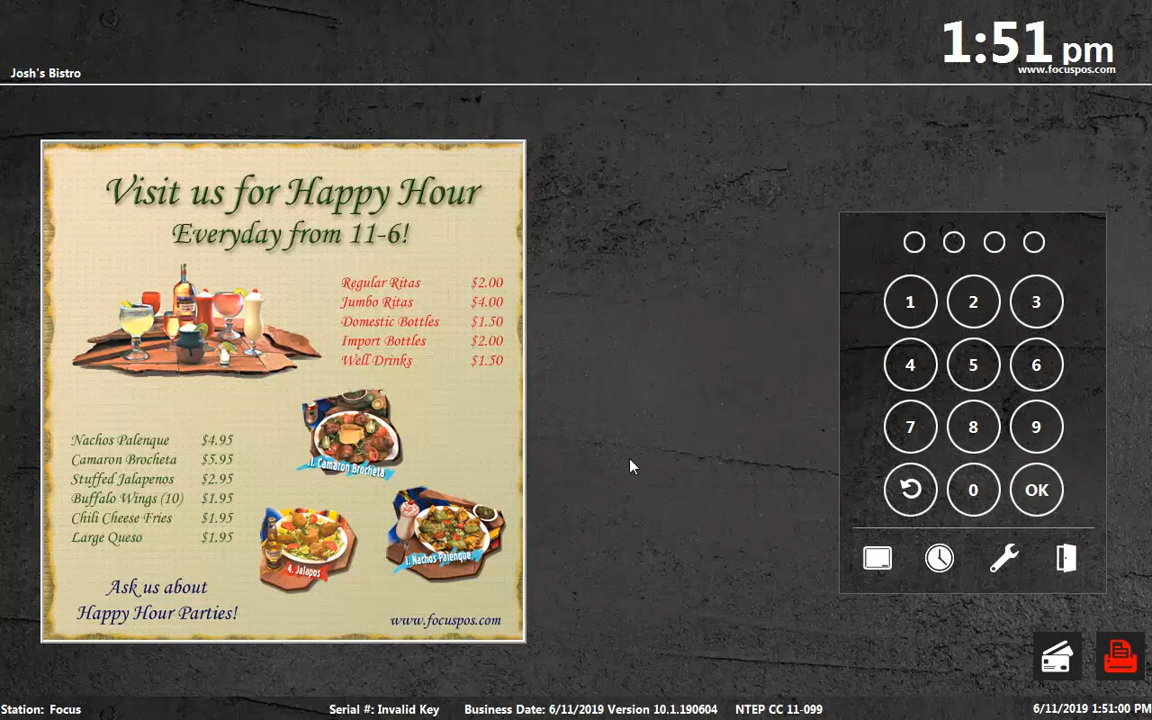 1:51 pm
Josh's Bistro
www.focuspos.com
Visit us for Happy Hour
Everyday from 11-6!
Regular Ritas $2.00
Jumbo Ritas $4.00
Domestic Bottles $1.50
Import Bottles $2.00
Well Drinks $1.50
1. Camaron Brocheta
Nachos Palenque $4.95
Camaron Brocheta $5.95
Stuffed Jalapenos $2.95
Buffalo Wings (10) $1.95
Chili Cheese Fries $1.95
Large Queso $1.95
4. Jalapos
1. Nachos Palenque
Ask us about
Happy Hour Parties!
www.focuspos.com
1 2 3
4 5 6
7 8 9
0 OK
Station: Focus Serial #: Invalid Key Business Date: 6/11/2019 Version 10.1.190604 NTEP CC 11-099 6/11/2019 1:51:00 PM